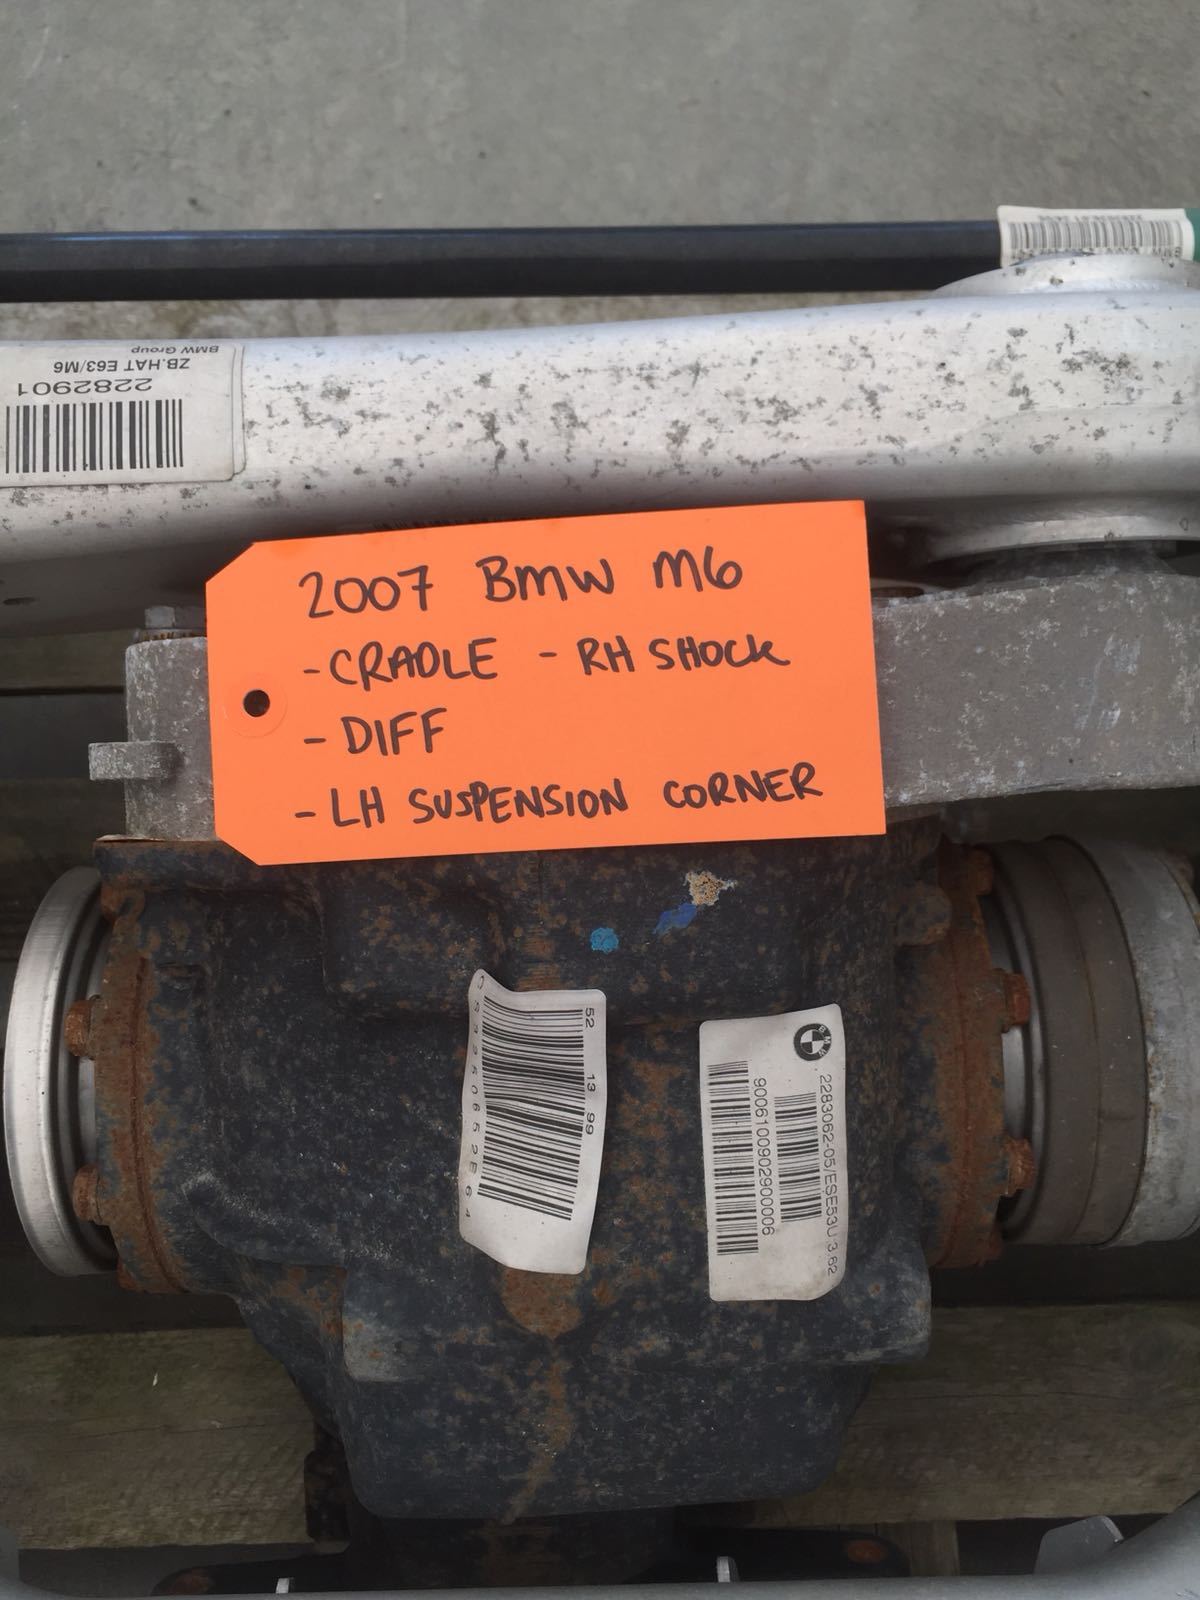 BMW Group
ZB.HAT E63/M6
2282901
2007 BMW M6
- CRADLE - RH SHOCK
- DIFF
- LH SUSPENSION CORNER
52 13 99
BMW
2283062-05/ESE53U 3.62
9006100902900006